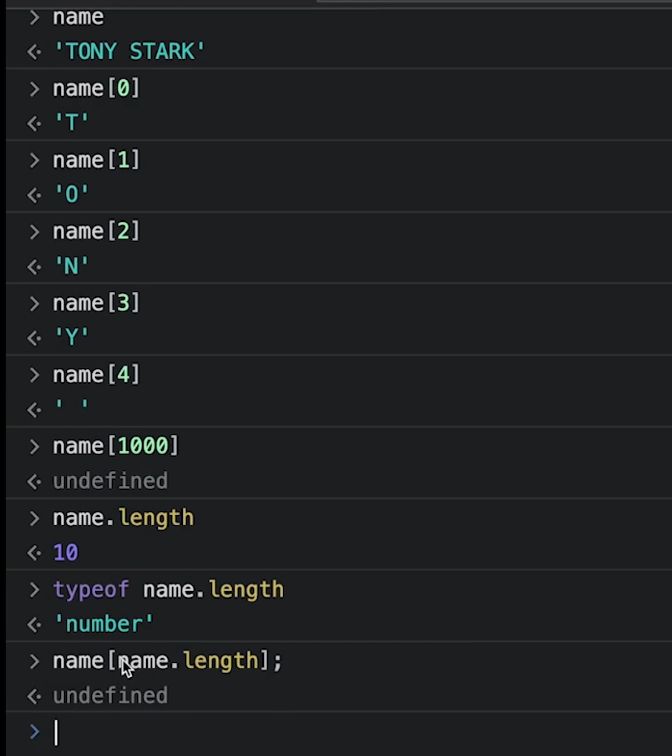 > name
<· 'TONY STARK'
> name[0]
<· 'T'
> name[1]
<· 'O'
> name[2]
<· 'N'
> name[3]
<· 'Y'
> name[4]
<· ' '
> name[1000]
<· undefined
> name.length
<· 10
> typeof name.length
<· 'number'
> name[name.length];
<· undefined
>